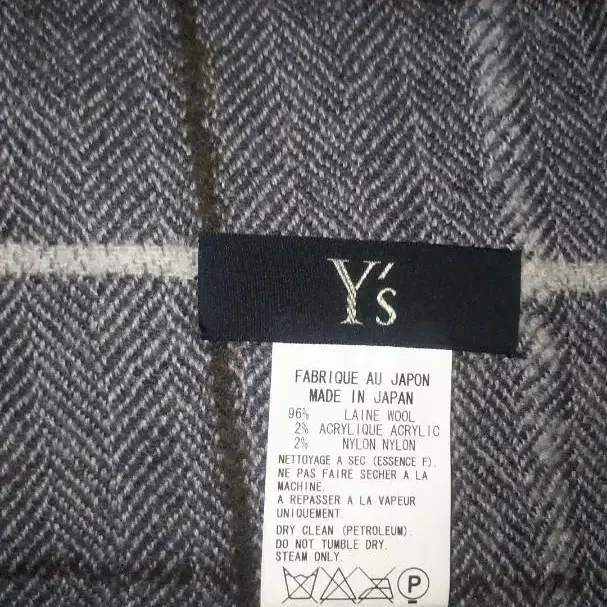 Y's
FABRIQUE AU JAPON
MADE IN JAPAN
96% LAINE WOOL
2% ACRYLIQUE ACRYLIC
2% NYLON NYLON
NETTOYAGE A SEC (ESSENCE F).
NE PAS FAIRE SECHER A LA
MACHINE.
A REPASSER A LA VAPEUR
UNIQUEMENT.
DRY CLEAN (PETROLEUM).
DO NOT TUMBLE DRY.
STEAM ONLY.
P